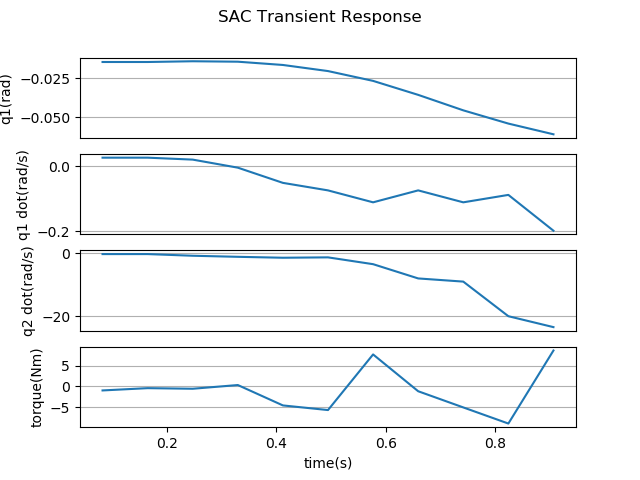 SAC Transient Response
−0.025
−0.050
q1(rad)
0.0
−0.2
q1 dot(rad/s)
0
−20
q2 dot(rad/s)
5
0
−5
torque(Nm)
0.2 0.4 0.6 0.8
time(s)